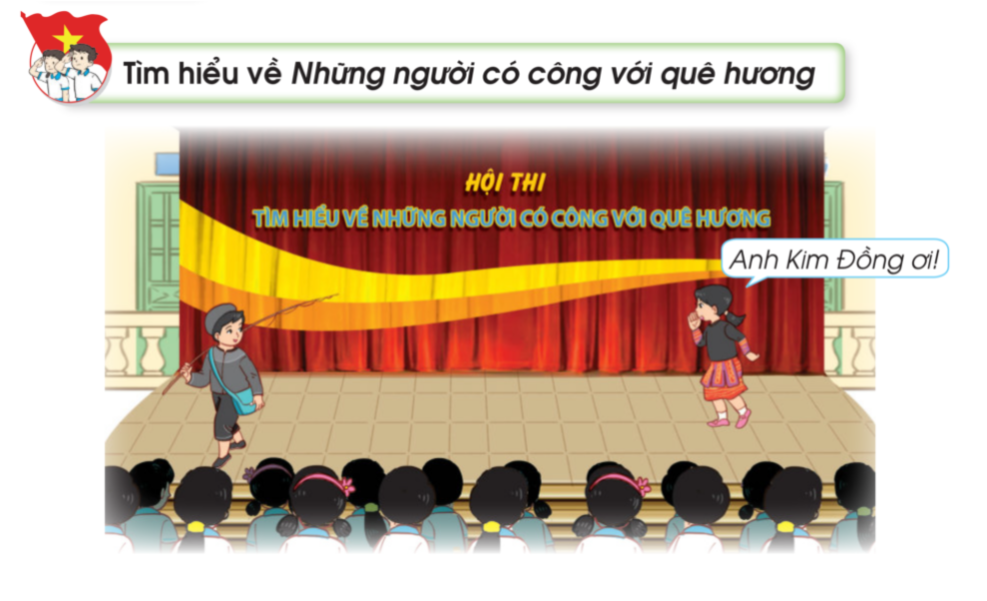 Tìm hiểu về Những người có công với quê hương
HỘI THI
TÌM HIỂU VỀ NHỮNG NGƯỜI CÓ CÔNG VỚI QUÊ HƯƠNG
Anh Kim Đồng ơi!